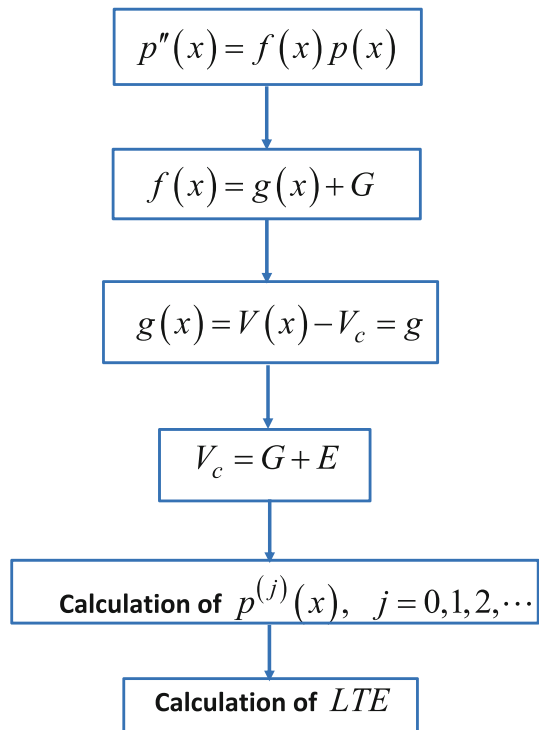 p″(x) = f(x)p(x)
f(x) = g(x) + G
g(x) = V(x) − V_c = g
V_c = G + E
Calculation of p^(j)(x), j = 0,1,2,⋯
Calculation of LTE